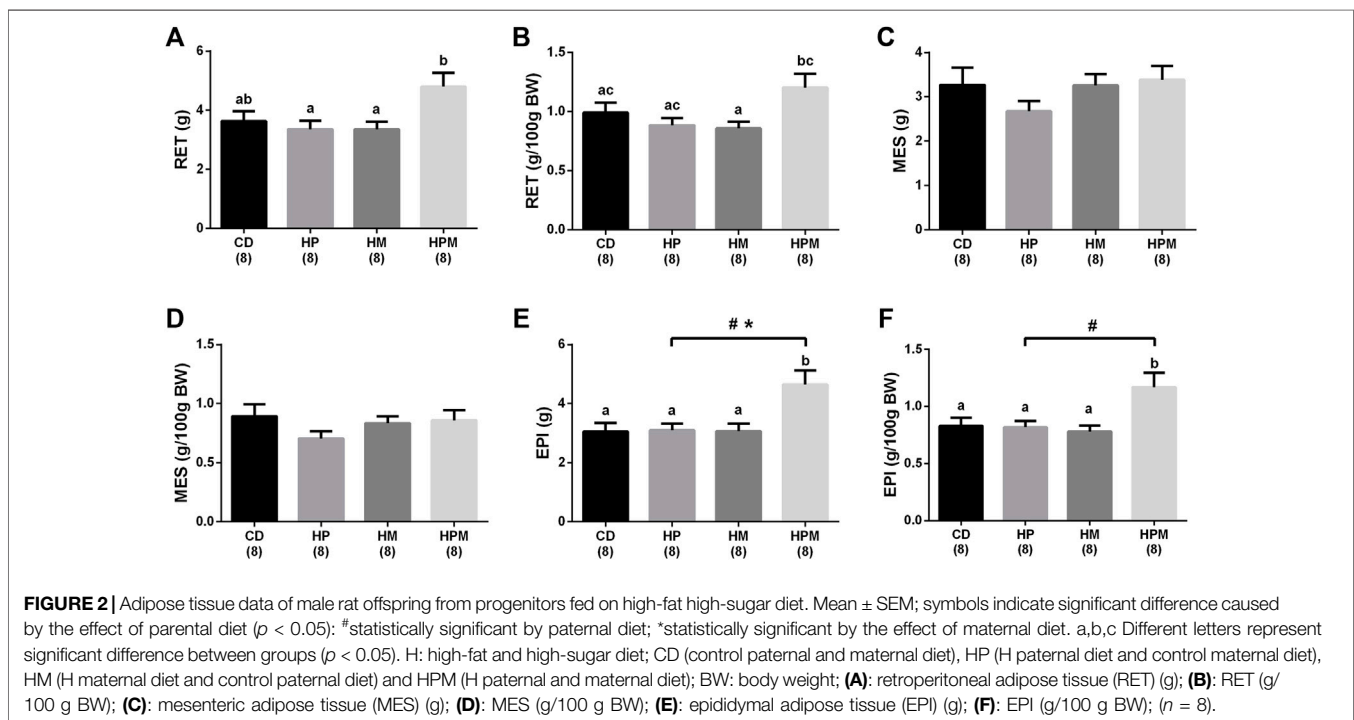 A
RET (g)
6
4
2
0
ab
a
a
b
CD
(8)
HP
(8)
HM
(8)
HPM
(8)
B
RET (g/100g BW)
1.5
1.0
0.5
0.0
ac
ac
a
bc
CD
(8)
HP
(8)
HM
(8)
HPM
(8)
C
MES
(g)
4
3
2
1
0
CD
(8)
HP
(8)
HM
(8)
HPM
(8)
D
MES (g/100g BW)
1.5
1.0
0.5
0.0
CD
(8)
HP
(8)
HM
(8)
HPM
(8)
E
# *
EPI (g)
6
4
2
0
a
a
a
b
CD
(8)
HP
(8)
HM
(8)
HPM
(8)
F
#
EPI (g/100g BW)
1.5
1.0
0.5
0.0
a
a
a
b
CD
(8)
HP
(8)
HM
(8)
HPM
(8)
FIGURE 2 | Adipose tissue data of male rat offspring from progenitors fed on high-fat high-sugar diet. Mean ± SEM; symbols indicate significant difference caused
by the effect of parental diet (p < 0.05): #statistically significant by paternal diet; *statistically significant by the effect of maternal diet. a,b,c Different letters represent
significant difference between groups (p < 0.05). H: high-fat and high-sugar diet; CD (control paternal and maternal diet), HP (H paternal diet and control maternal diet),
HM (H maternal diet and control paternal diet) and HPM (H paternal and maternal diet); BW: body weight; (A): retroperitoneal adipose tissue (RET) (g); (B): RET (g/
100 g BW); (C): mesenteric adipose tissue (MES) (g); (D): MES (g/100 g BW); (E): epididymal adipose tissue (EPI) (g); (F): EPI (g/100 g BW); (n = 8).